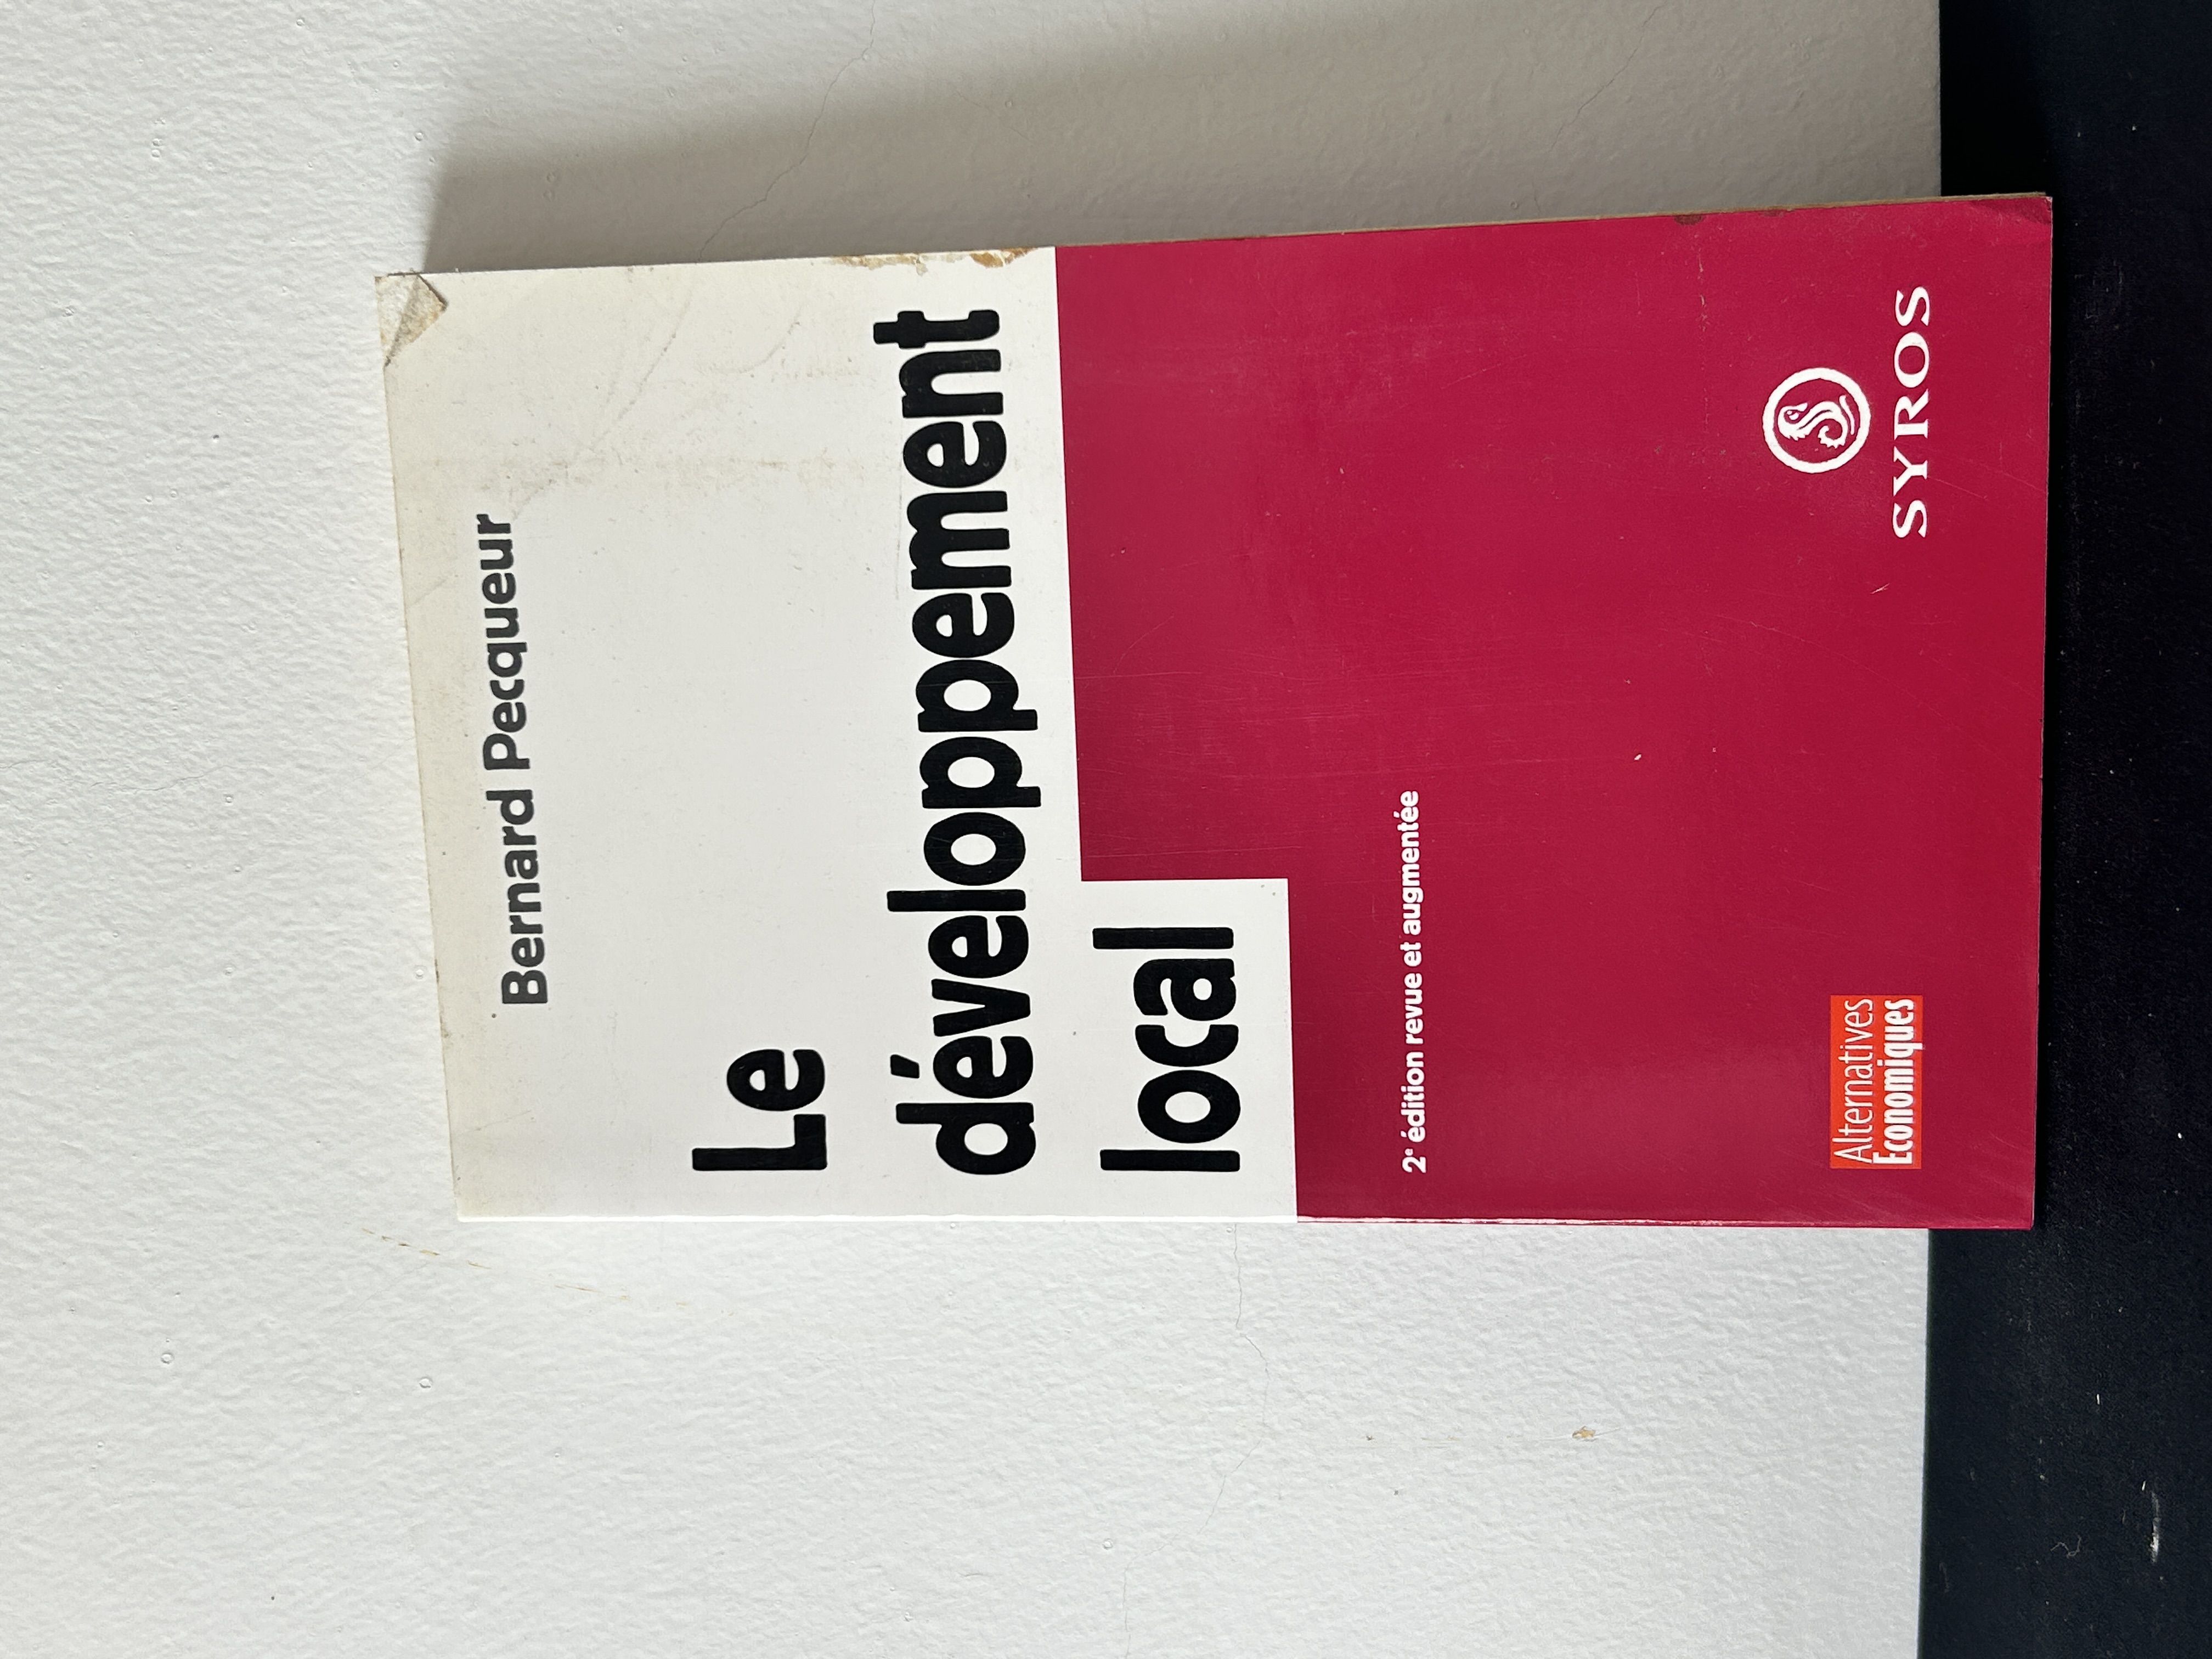 Bernard Pecqueur
Le
développement
local
2e édition revue et augmentée
Alternatives
Economiques
SYROS